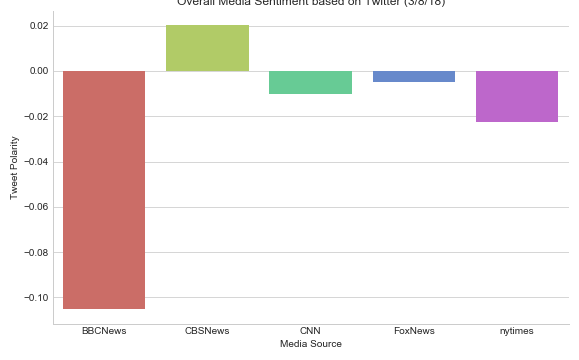 Overall Media Sentiment based on Twitter (3/8/18)
0.02
0.00
−0.02
−0.04
−0.06
−0.08
−0.10
Tweet Polarity
BBCNews CBSNews CNN FoxNews nytimes
Media Source